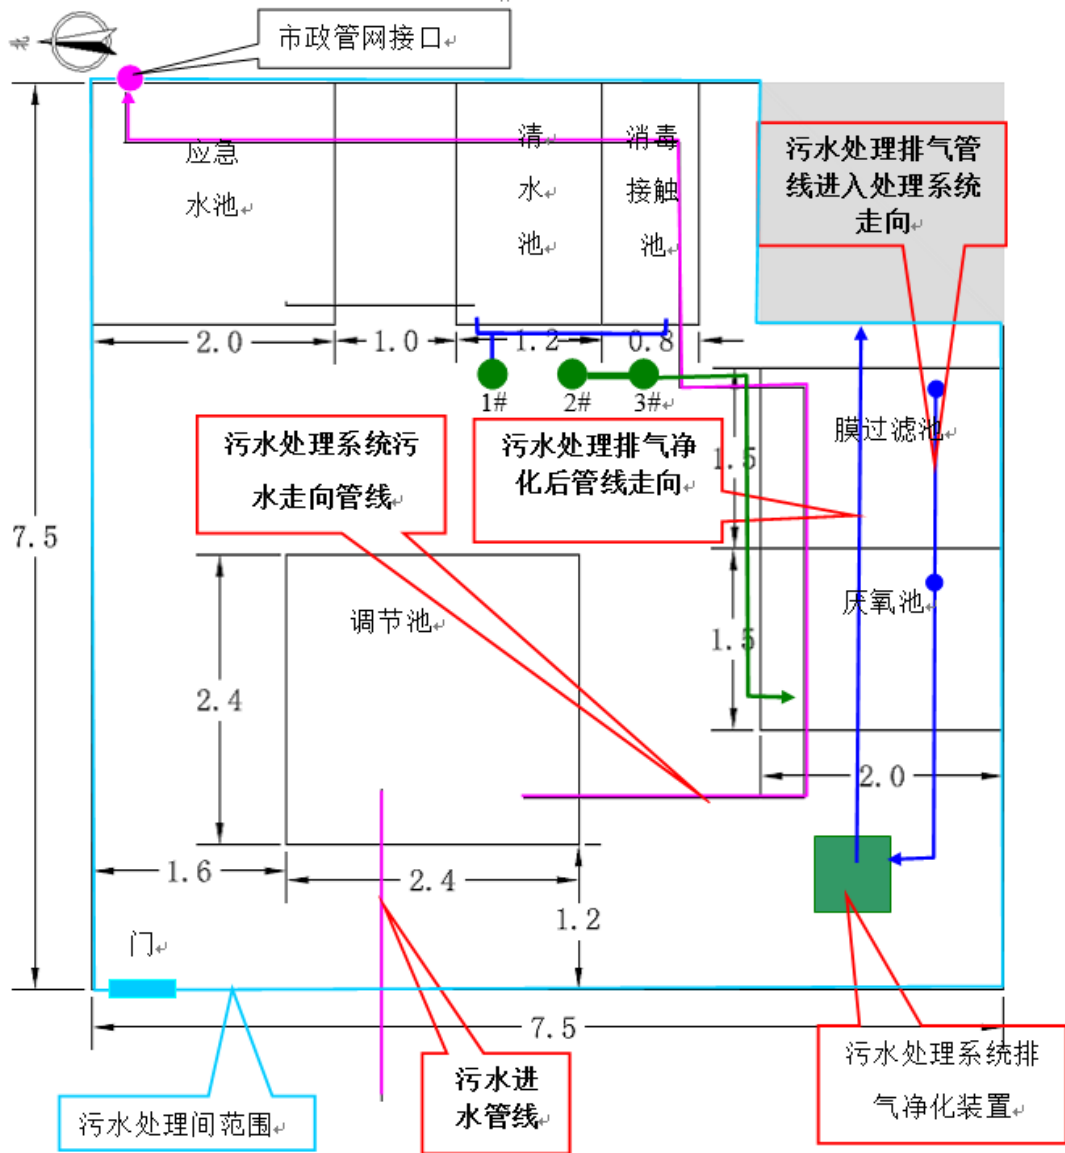 北
市政管网接口
应急
水池
清
水
池
消毒
接触
池
污水处理排气管
线进入处理系统
走向
2.0
1.0
1.2
0.8
1#
2#
3#
污水处理系统污
水走向管线
污水处理排气净
化后管线走向
1.5
膜过滤池
7.5
调节池
厌氧池
1.5
2.4
2.0
1.6
2.4
1.2
门
7.5
污水处理间范围
污水进
水管线
污水处理系统排
气净化装置